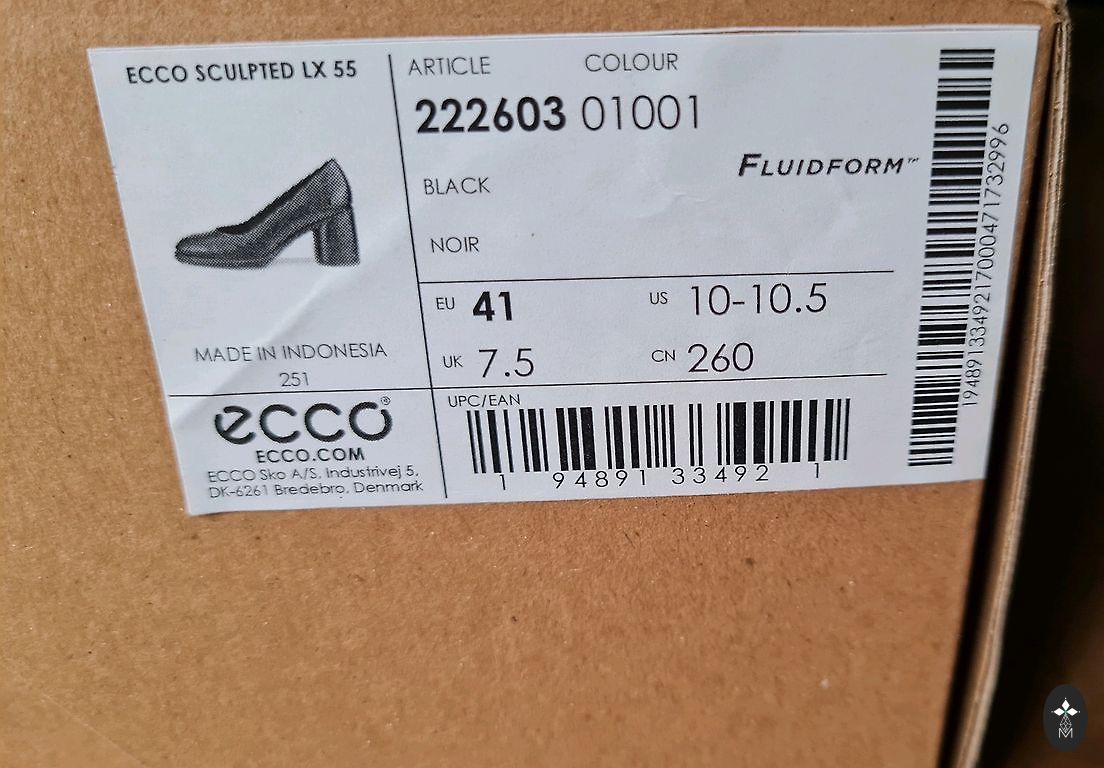 ECCO SCULPTED LX 55
ARTICLE COLOUR
222603 01001
FLUIDFORM™
BLACK
NOIR
EU 41 US 10-10.5
UK 7.5 CN 260
MADE IN INDONESIA
251
ecco®
ECCO.COM
ECCO Sko A/S, Industrivej 5,
DK-6261 Bredebro, Denmark
UPC/EAN
1 94891 33492 1
194891334921700047173299​6
M